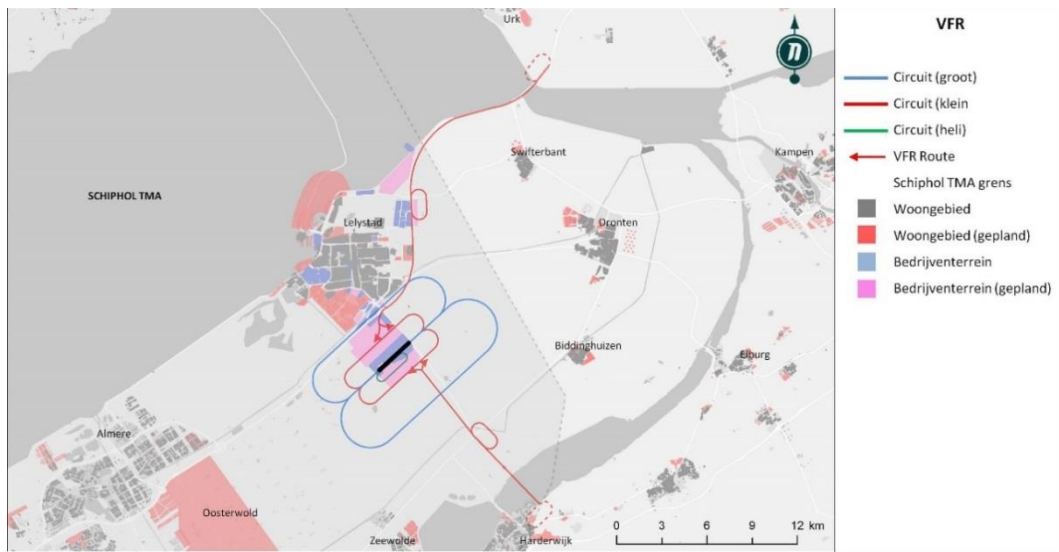 Urk
Swifterbant
Kampen
SCHIPHOL TMA
Lelystad
Dronten
Biddinghuizen
Elburg
Almere
Oosterwold
Zeewolde
Harderwijk
0 3 6 9 12 km
n
VFR
Circuit (groot)
Circuit (klein
Circuit (heli)
VFR Route
Schiphol TMA grens
Woongebied
Woongebied (gepland)
Bedrijventerrein
Bedrijventerrein (gepland)